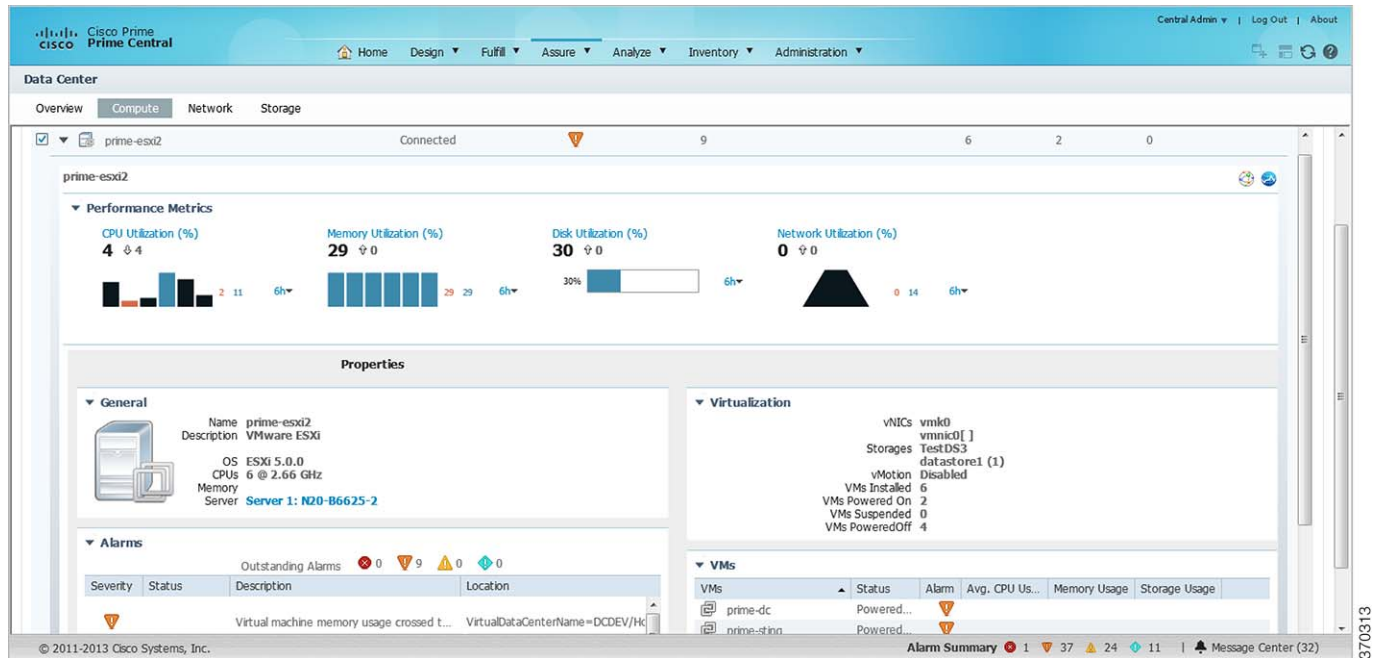 Central Admin | Log Out | About
Cisco Prime
CISCO Prime Central
Home Design Fulfill Assure Analyze Inventory Administration
Data Center
Overview Compute Network Storage
prime-esxi2 Connected 9 6 2 0
prime-esxi2
Performance Metrics
CPU Utilization (%) Memory Utilization (%) Disk Utilization (%) Network Utilization (%)
4 4 29 0 30 0 0 0
2 11 6h 29 29 6h 30% 6h 0 14 6h
Properties
General
Name prime-esxi2
Description VMware ESXi
OS ESXi 5.0.0
CPUs 6 @ 2.66 GHz
Memory
Server Server 1: N20-B6625-2
Virtualization
vNICs vmk0
vmnic0[ ]
Storages TestDS3
datastore1 (1)
vMotion Disabled
VMs Installed 6
VMs Powered On 2
VMs Suspended 0
VMs PoweredOff 4
Alarms
Outstanding Alarms 0 9 0 0
Severity Status Description Location
Virtual machine memory usage crossed t... VirtualDataCenterName=DCDEV/Hc
VMs
VMs Status Alarm Avg. CPU Us... Memory Usage Storage Usage
prime-dc Powered...
prime-sting Powered...
© 2011-2013 Cisco Systems, Inc. Alarm Summary 1 37 24 11 | Message Center (32)
370313